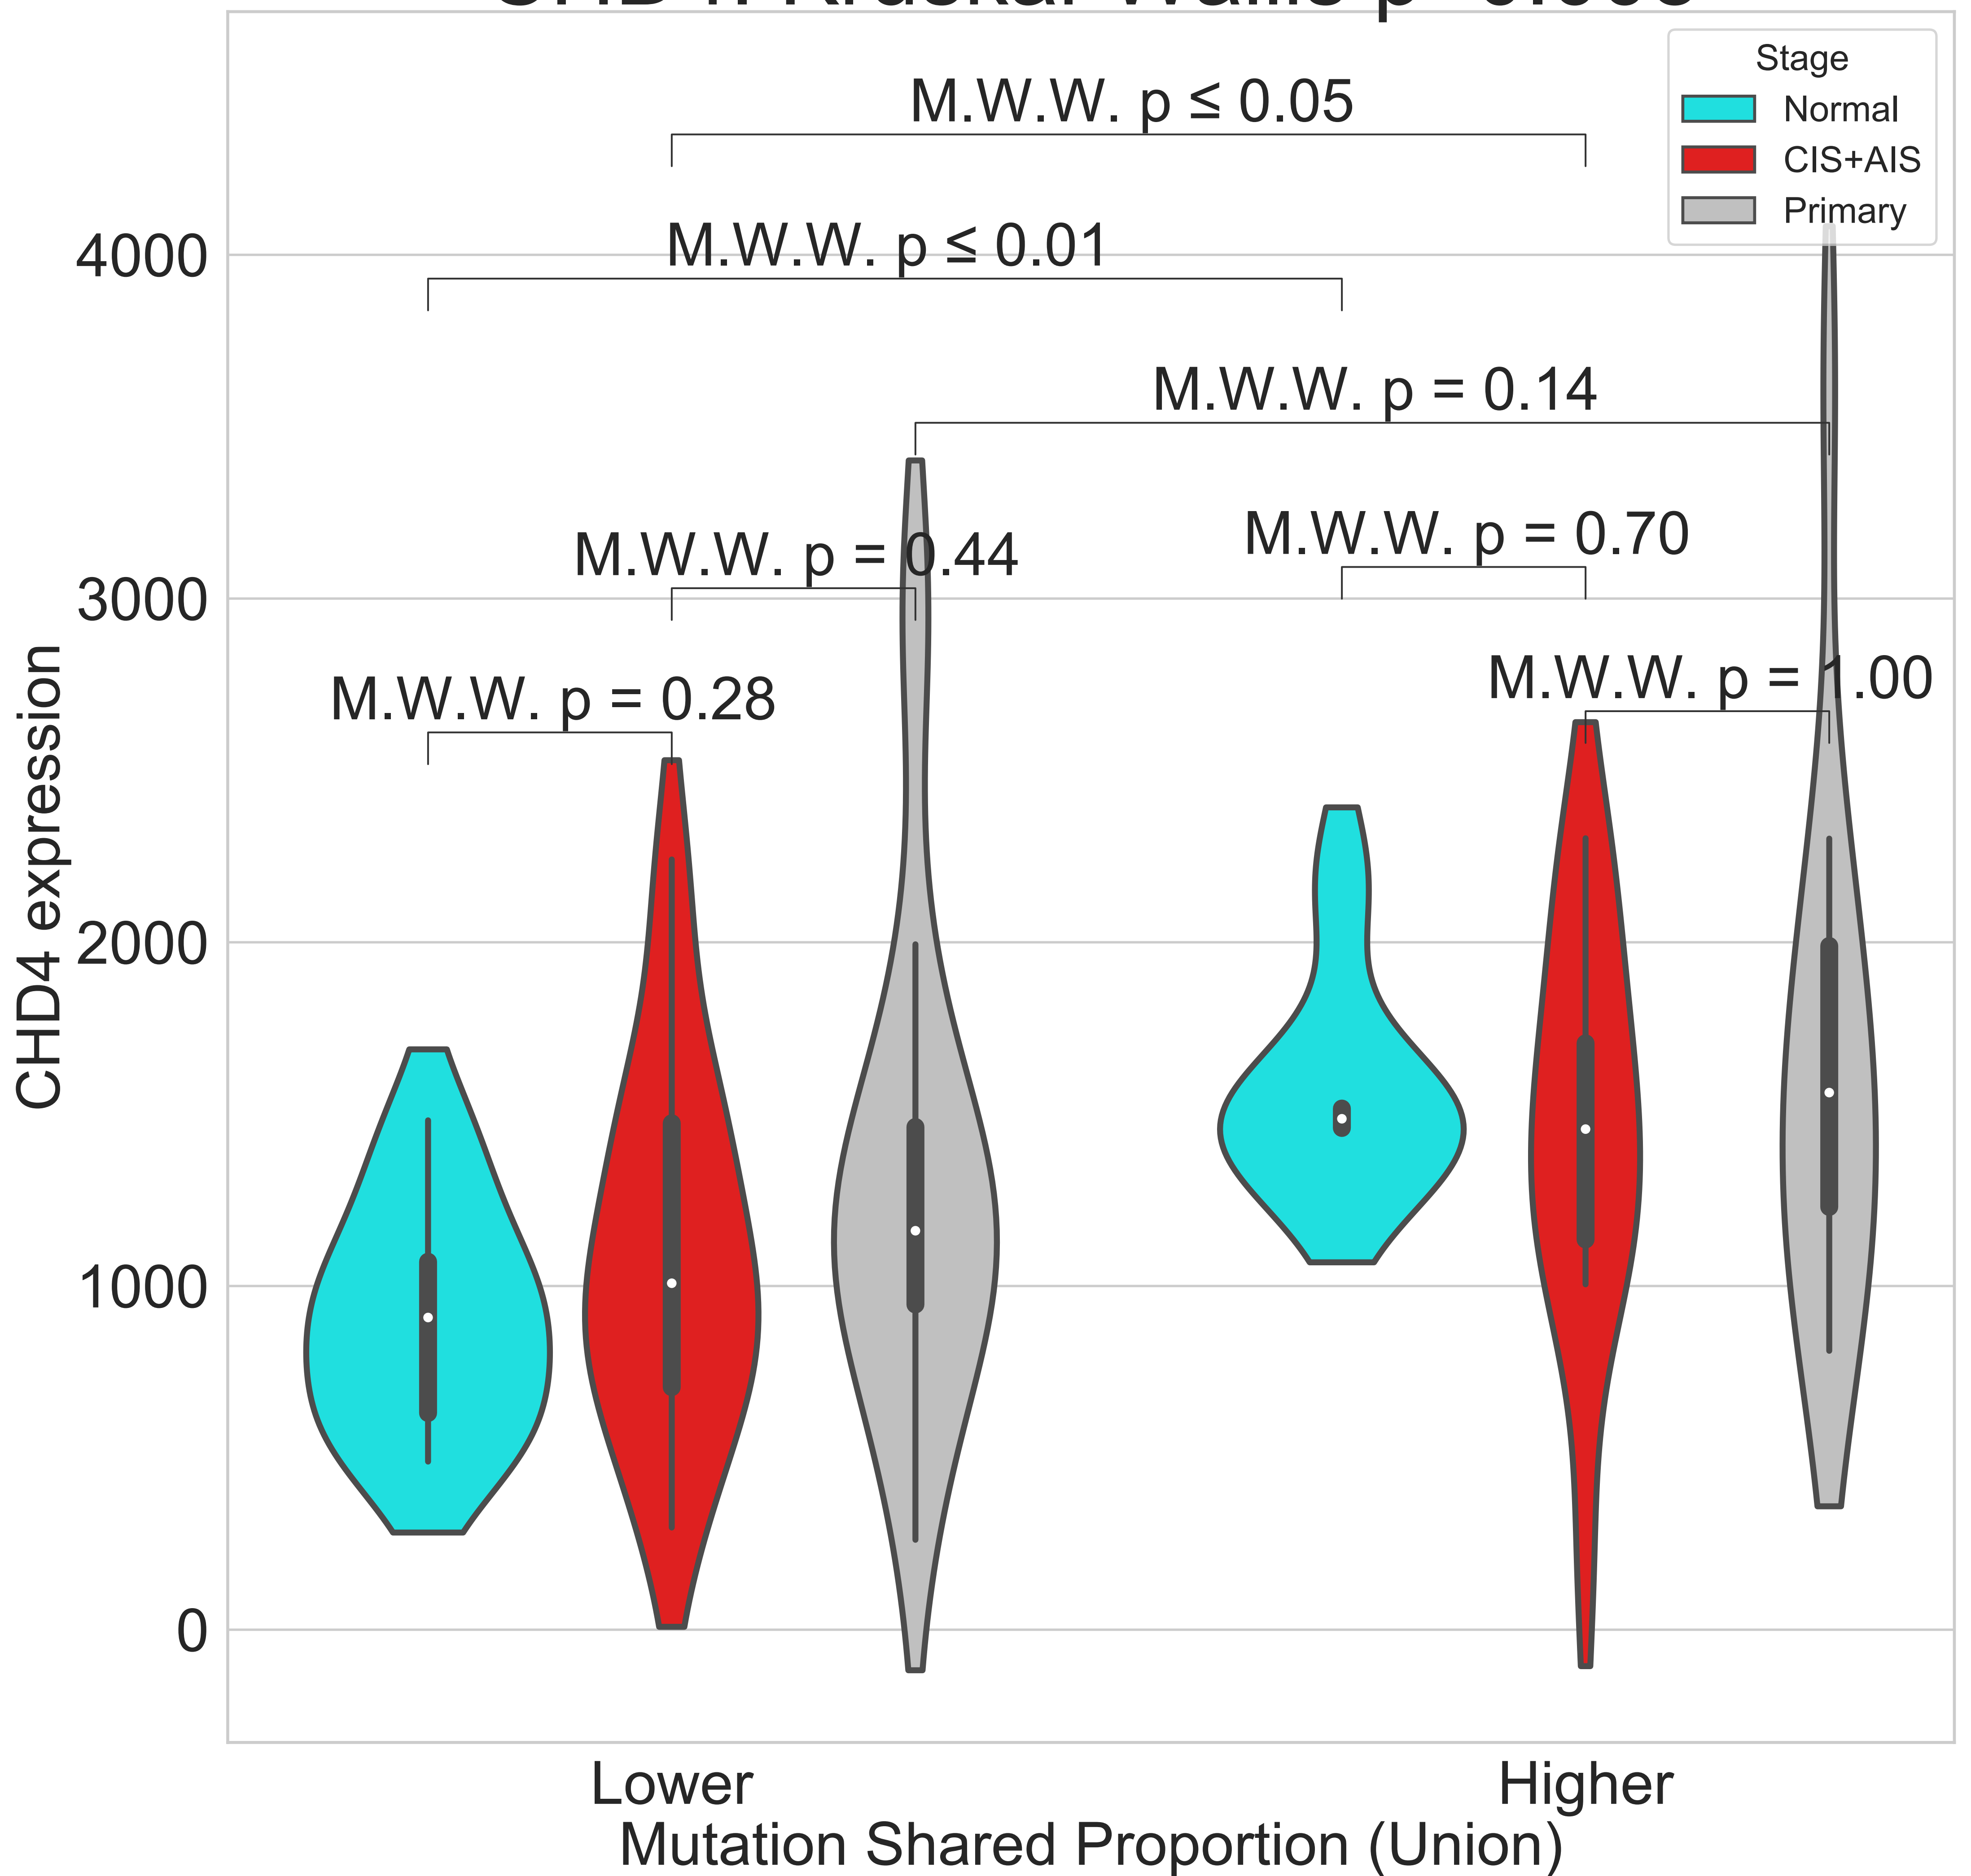 Stage
Normal
CIS+AIS
Primary
M.W.W. p ≤ 0.05
M.W.W. p ≤ 0.01
M.W.W. p = 0.14
M.W.W. p = 0.44
M.W.W. p = 0.70
M.W.W. p = 0.28
M.W.W. p = 1.00
CHD4 expression
4000
3000
2000
1000
0
Lower
Higher
Mutation Shared Proportion (Union)